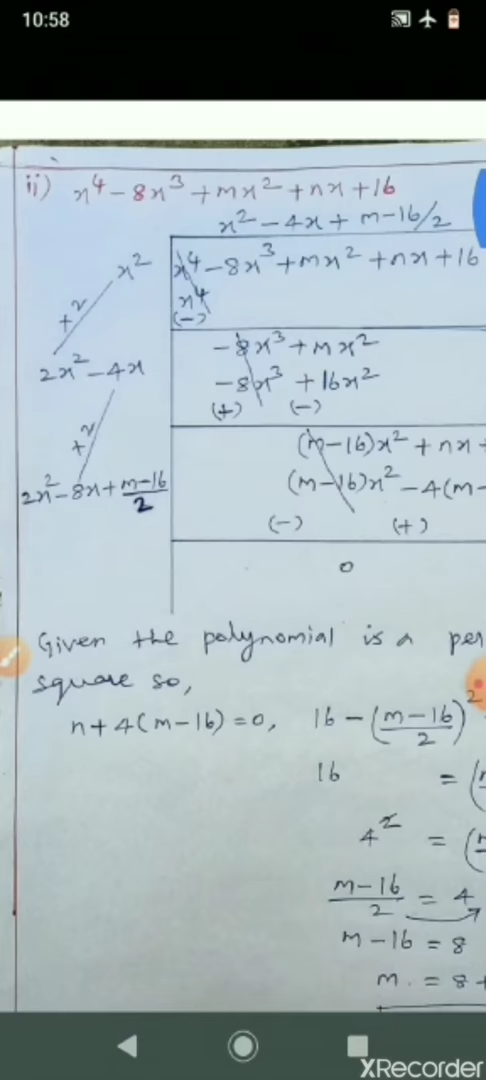 10:58
ii) x⁴ - 8x³ + mx² + nx + 16
x² - 4x + m-16/2
x² x⁴ - 8x³ + mx² + nx + 16
x⁴
(-)
+2
-8x³ + mx²
2x² - 4x -8x³ + 16x²
(+) (-)
+2
(m-16)x² + nx +
2x² - 8x + m-16/2 (m-16)x² - 4(m-
(-) (+)
0
Given the polynomial is a
square so,
n + 4(m-16) = 0, 16 - (m-16/2)²
16 = (
4² = (
m-16/2 = 4
m - 16 = 8
m = 8 +
XRecorder